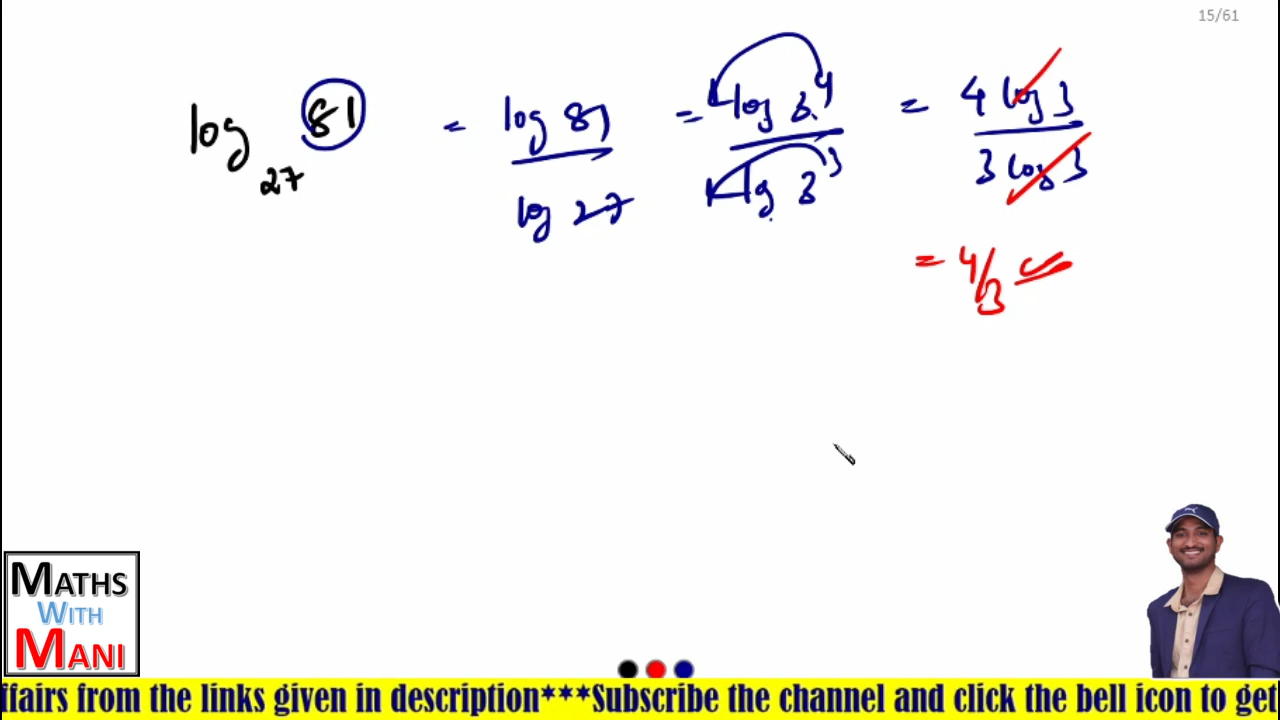 15/61
log₂₇ 81 = log 81 / log 27 = log 3⁴ / log 3³ = 4 log 3 / 3 log 3
= 4/3
MATHS
WITH
MANI
ffairs from the links given in description***Subscribe the channel and click the bell icon to get